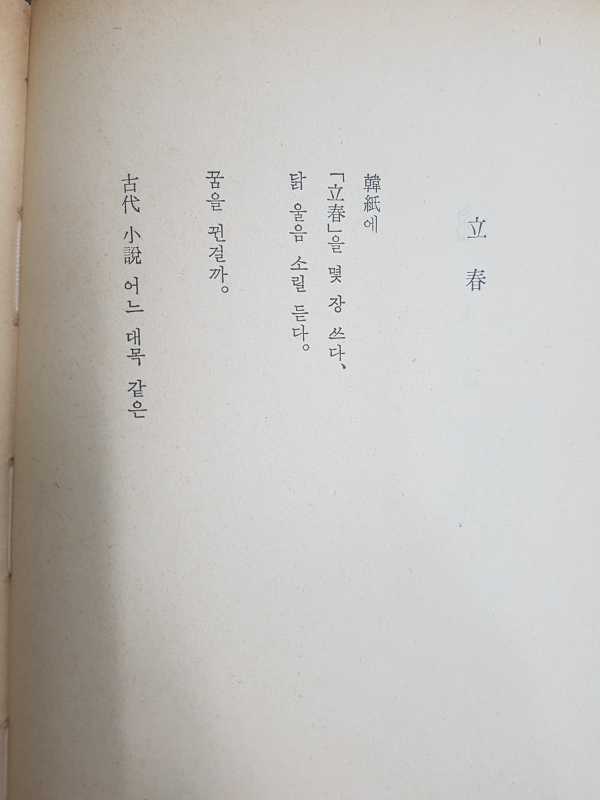 立春
韓紙에
「立春」을 몇 장 쓰다、
닭 울음 소릴 듣다。
꿈을 뀐걸까。
古代 小說 어느 대목 같은